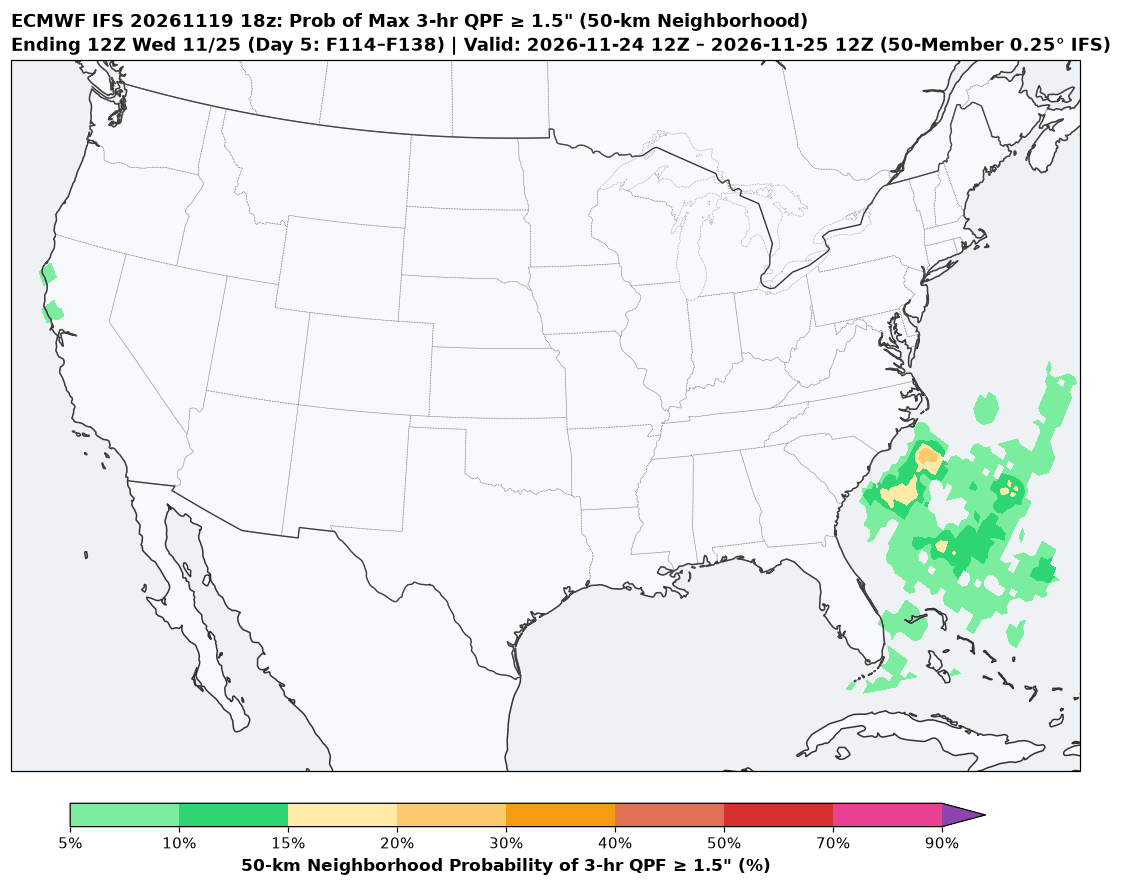 ECMWF IFS 20261119 18z: Prob of Max 3-hr QPF ≥ 1.5" (50-km Neighborhood)
Ending 12Z Wed 11/25 (Day 5: F114–F138) | Valid: 2026-11-24 12Z – 2026-11-25 12Z (50-Member 0.25° IFS)
5% 10% 15% 20% 30% 40% 50% 70% 90%
50-km Neighborhood Probability of 3-hr QPF ≥ 1.5" (%)